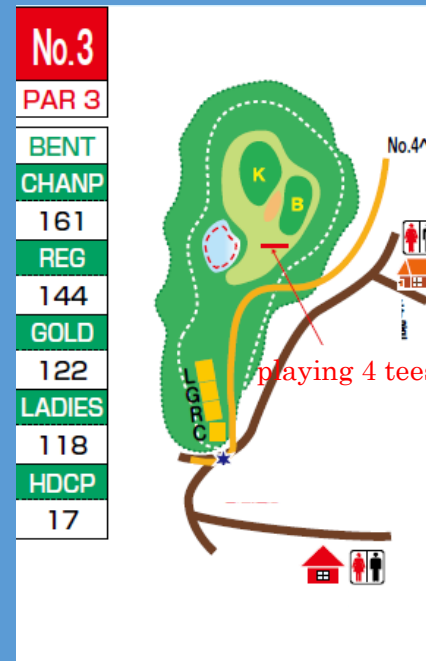 No.3
PAR 3
BENT
CHANP
161
REG
144
GOLD
122
LADIES
118
HDCP
17
K
B
No.4へ
playing 4 tees
L
G
R
C